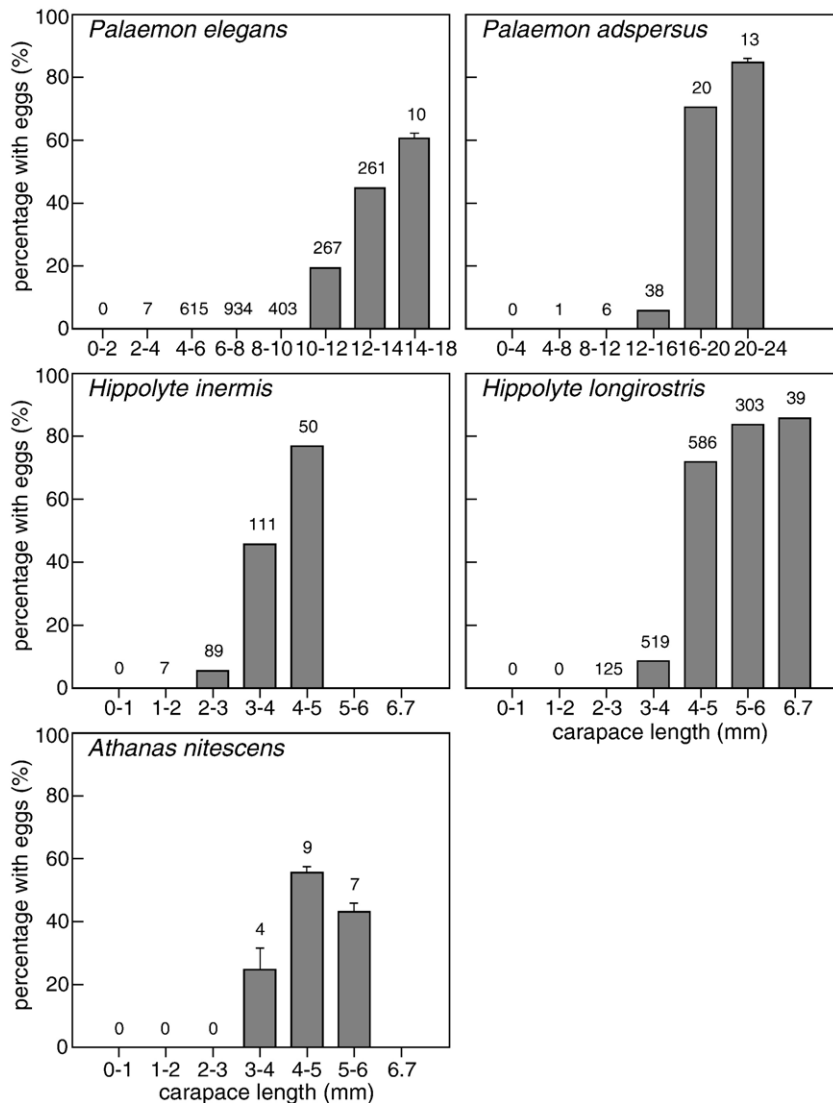 Palaemon elegans
percentage with eggs (%)
100
80
60
40
20
0
0 7 615 934 403 267 261 10
0-2 2-4 4-6 6-8 8-10 10-12 12-14 14-18
Palaemon adspersus
0 1 6 38 20 13
0-4 4-8 8-12 12-16 16-20 20-24
Hippolyte inermis
percentage with eggs (%)
100
80
60
40
20
0
0 7 89 111 50
0-1 1-2 2-3 3-4 4-5 5-6 6.7
Hippolyte longirostris
0 0 125 519 586 303 39
0-1 1-2 2-3 3-4 4-5 5-6 6.7
carapace length (mm)
Athanas nitescens
percentage with eggs (%)
100
80
60
40
20
0
0 0 0 4 9 7
0-1 1-2 2-3 3-4 4-5 5-6 6.7
carapace length (mm)